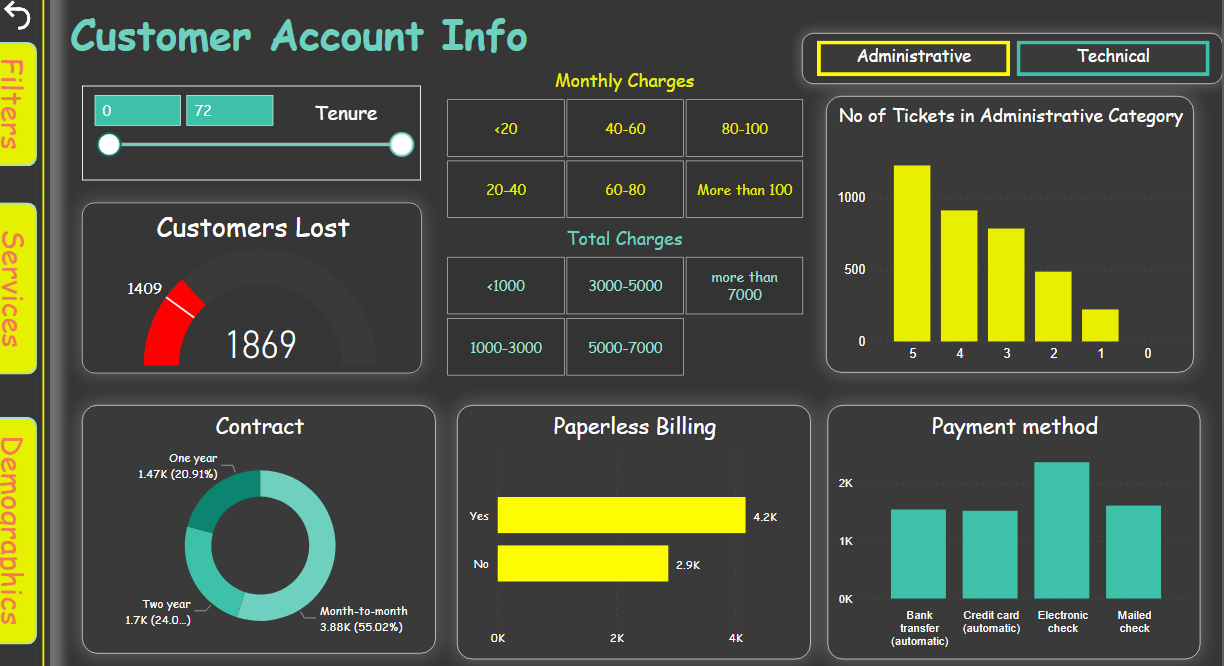 Customer Account Info
Filters
Services
Demographics
0
72
Tenure
Monthly Charges
<20
40-60
80-100
20-40
60-80
More than 100
Total Charges
<1000
3000-5000
more than
7000
1000-3000
5000-7000
Administrative
Technical
No of Tickets in Administrative Category
1000
500
0
5
4
3
2
1
0
Customers Lost
1409
1869
Contract
One year
1.47K (20.91%)
Two year
1.7K (24.0...)
Month-to-month
3.88K (55.02%)
Paperless Billing
Yes
4.2K
No
2.9K
0K
2K
4K
Payment method
2K
1K
0K
Bank
transfer
(automatic)
Credit card
(automatic)
Electronic
check
Mailed
check